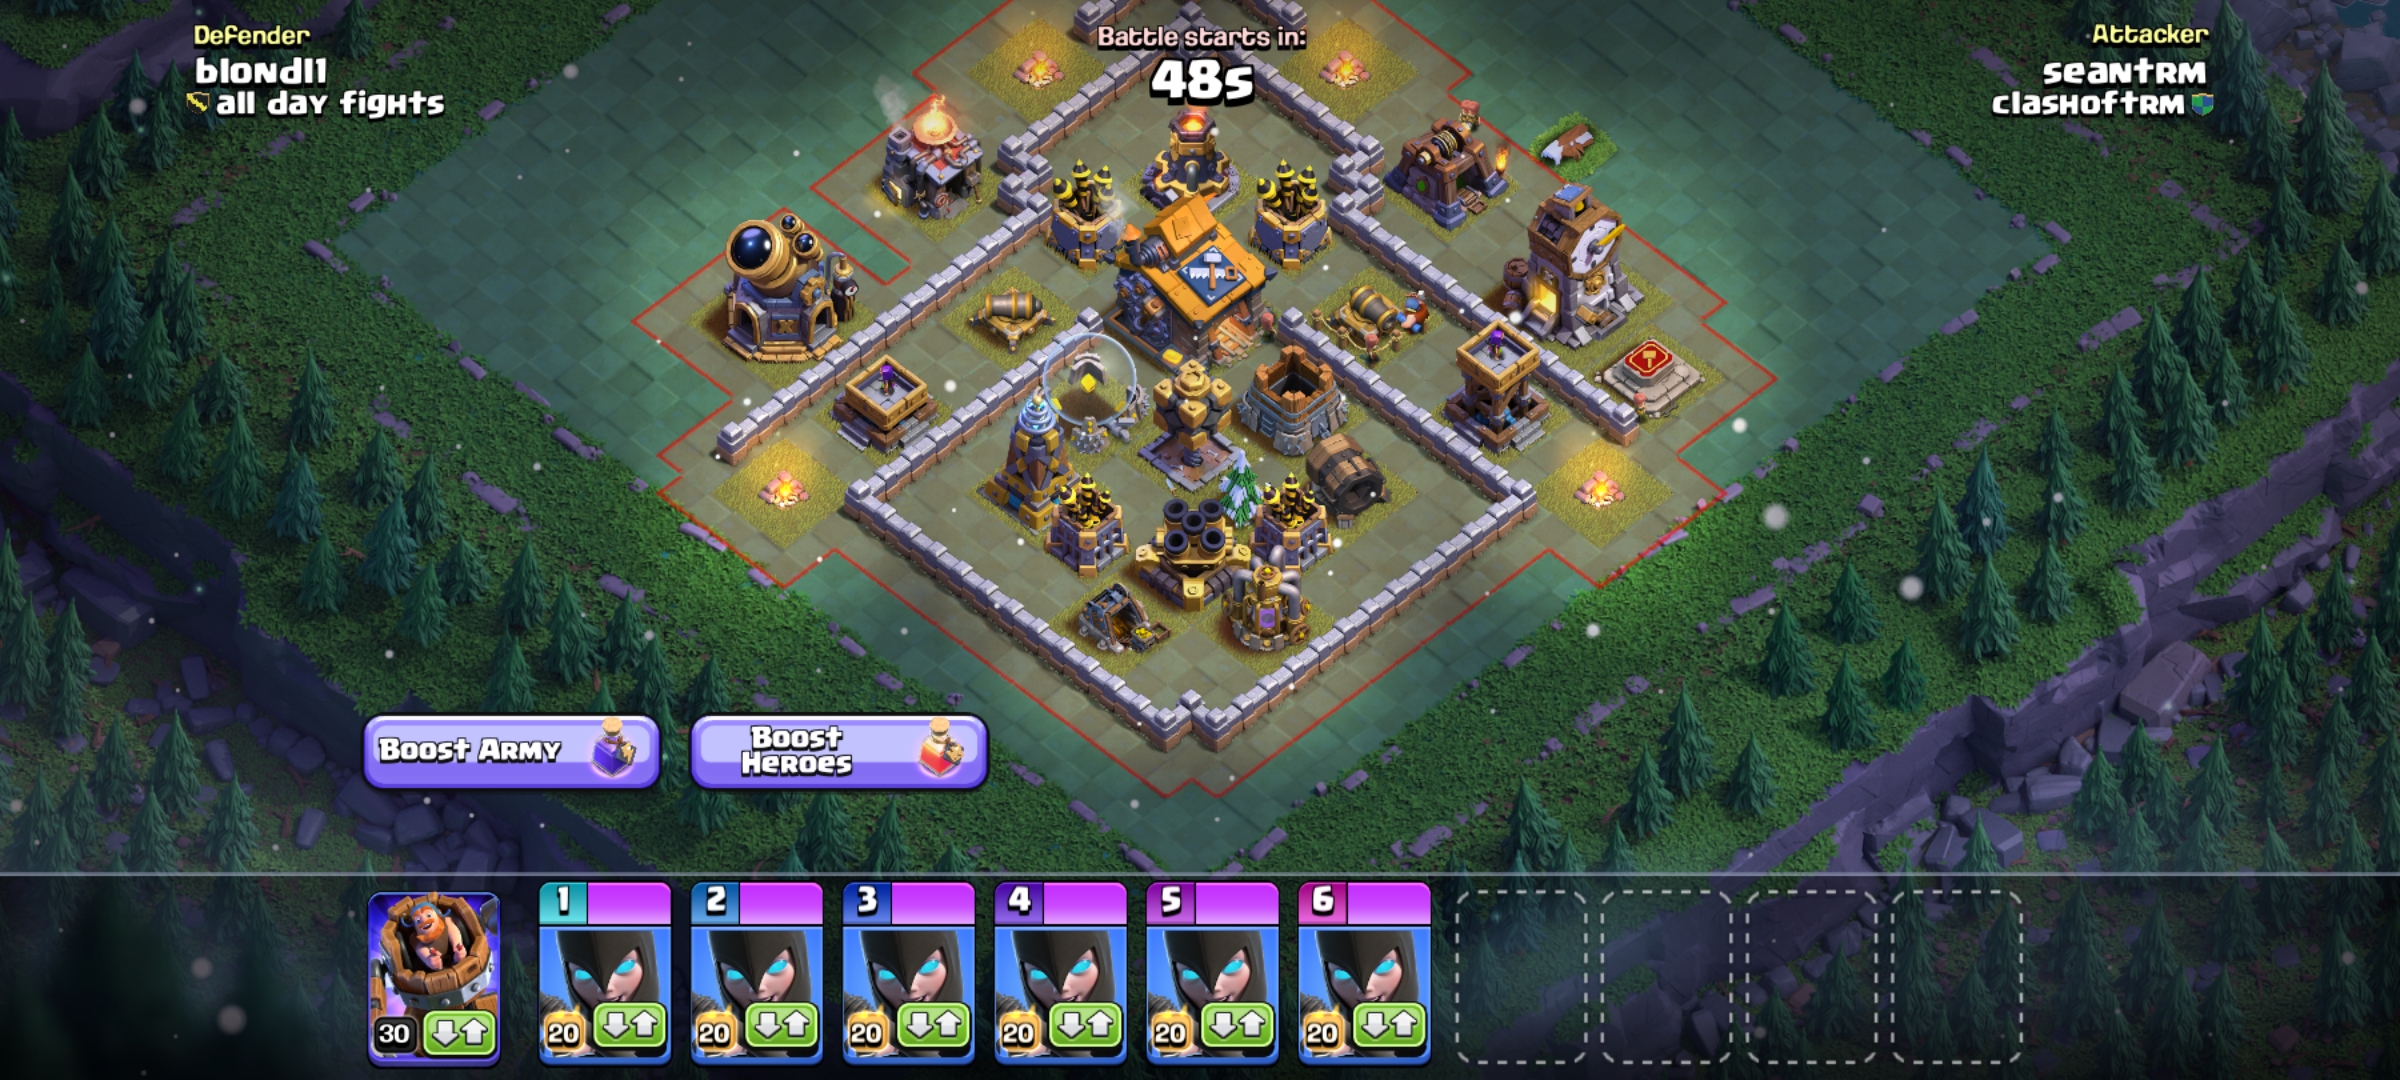 Defender
blondll
all day fights
Battle starts in:
48s
Attacker
seantRM
clashoftRM
Boost Army
Boost
Heroes
30
1
20
2
20
3
20
4
20
5
20
6
20